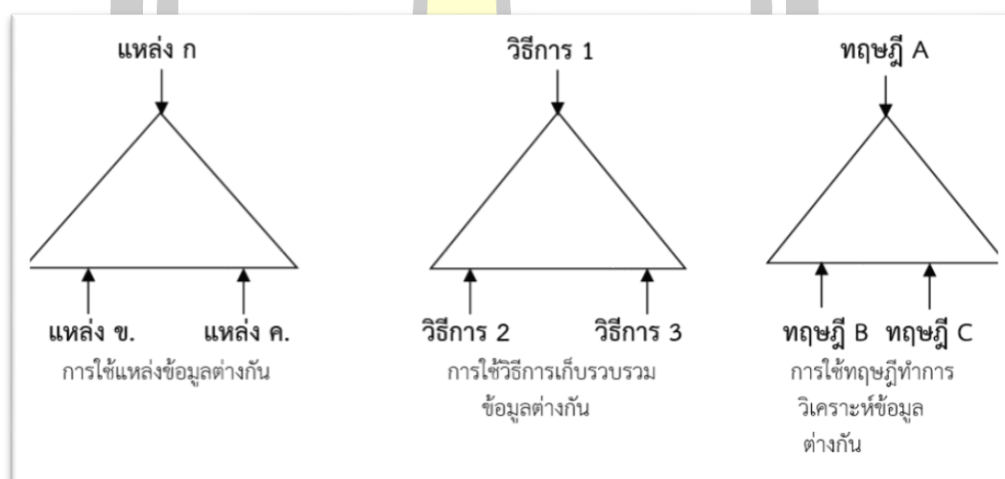 แหล่ง ก
วิธีการ 1
ทฤษฎี A
แหล่ง ข.
แหล่ง ค.
วิธีการ 2
วิธีการ 3
ทฤษฎี B
ทฤษฎี C
การใช้แหล่งข้อมูลต่างกัน
การใช้วิธีการเก็บรวบรวม
ข้อมูลต่างกัน
การใช้ทฤษฎีทำการ
วิเคราะห์ข้อมูล
ต่างกัน